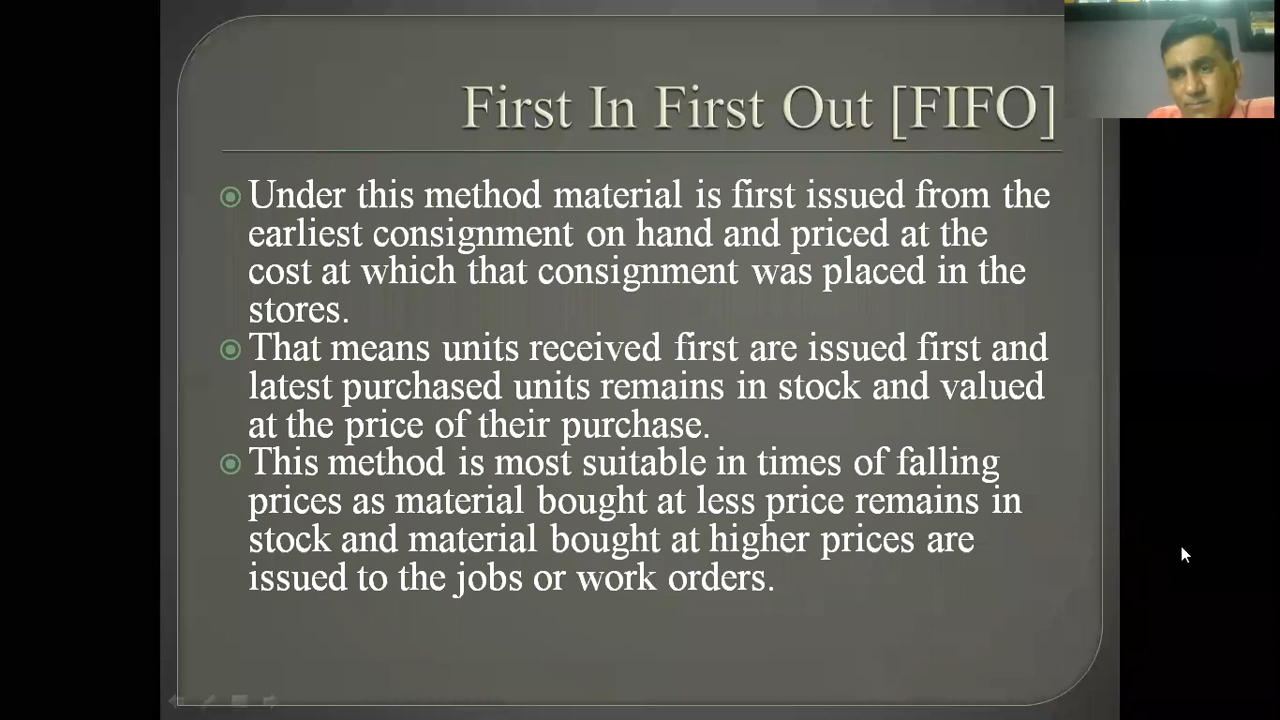 First In First Out [FIFO]
Under this method material is first issued from the
earliest consignment on hand and priced at the
cost at which that consignment was placed in the
stores.
That means units received first are issued first and
latest purchased units remains in stock and valued
at the price of their purchase.
This method is most suitable in times of falling
prices as material bought at less price remains in
stock and material bought at higher prices are
issued to the jobs or work orders.